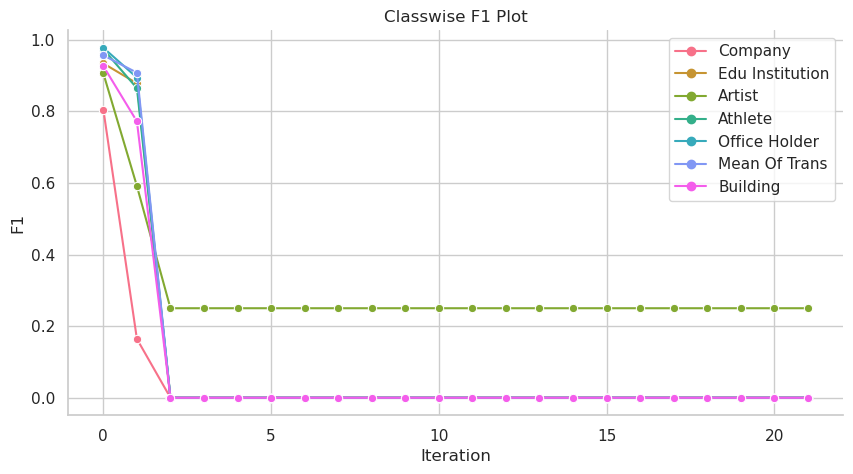 Classwise F1 Plot
1.0
0.8
0.6
0.4
0.2
0.0
F1
0
5
10
15
20
Iteration
Company
Edu Institution
Artist
Athlete
Office Holder
Mean Of Trans
Building